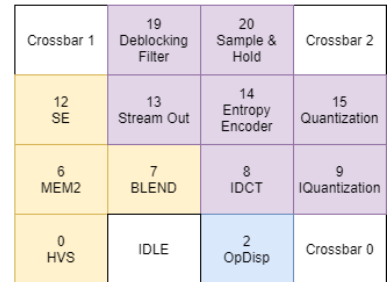 Crossbar 1
19
Deblocking
Filter
20
Sample &
Hold
Crossbar 2
12
SE
13
Stream Out
14
Entropy
Encoder
15
Quantization
6
MEM2
7
BLEND
8
IDCT
9
IQuantization
0
HVS
IDLE
2
OpDisp
Crossbar 0